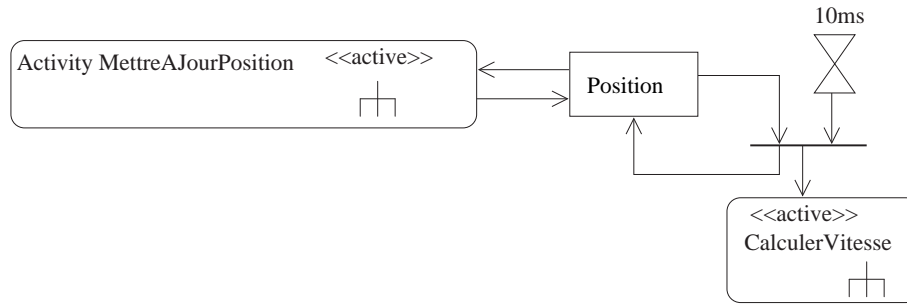 10ms
Activity MettreAJourPosition <<active>>
Position
<<active>>
CalculerVitesse